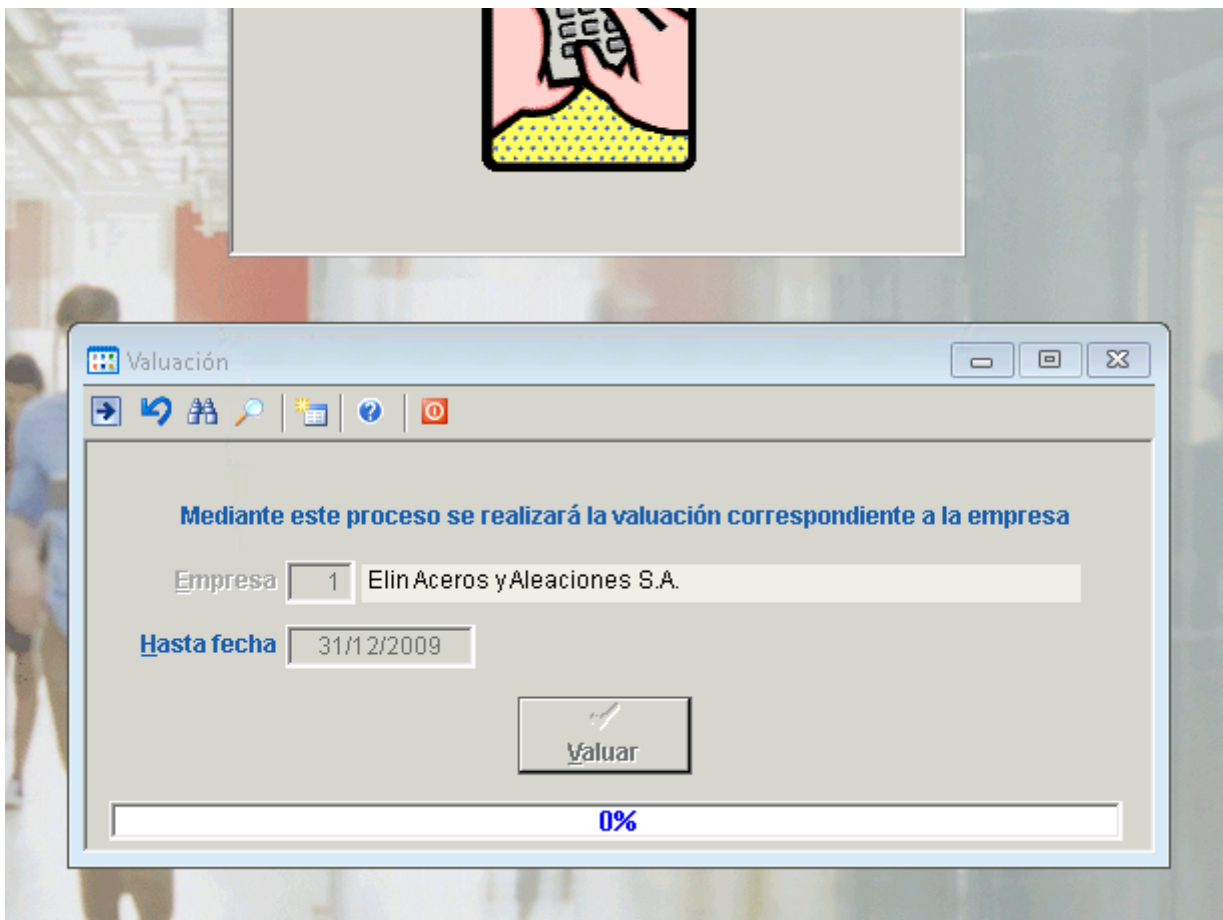 Valuación
Mediante este proceso se realizará la valuación correspondiente a la empresa
Empresa 1 Elin Aceros y Aleaciones S.A.
Hasta fecha 31/12/2009
Valuar
0%